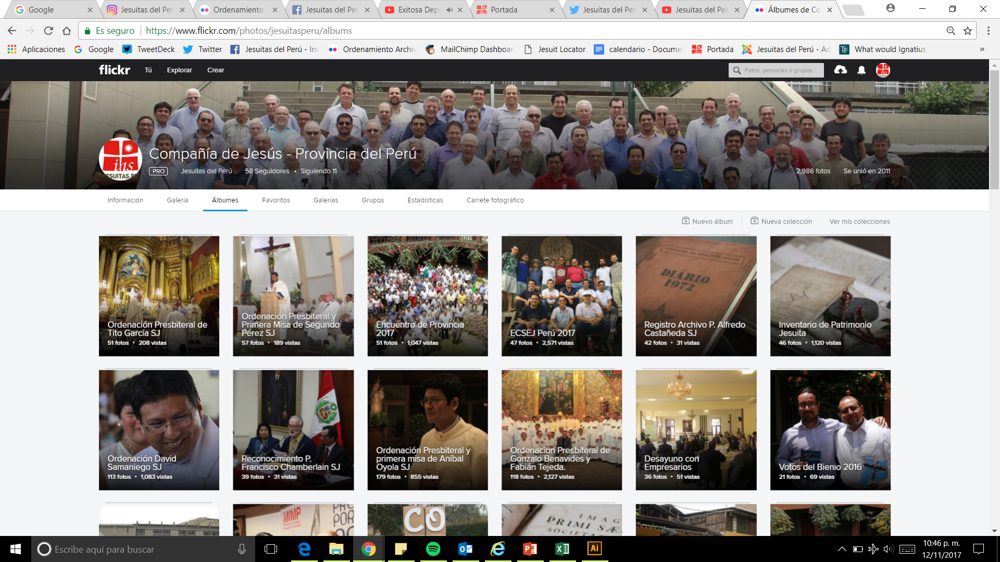 Google
Jesuitas del Per
Ordenamiento
Jesuitas del Per
Exitosa Dep
Portada
Jesuitas del Per
Jesuitas del Per
Álbumes de Co
Es seguro
https://www.flickr.com/photos/jesuitasperu/albums
Aplicaciones
Google
TweetDeck
Twitter
Jesuitas del Perú - Ini
Ordenamiento Archiv
MailChimp Dashboar
Jesuit Locator
calendario - Docume
Portada
Jesuitas del Perú - Ad
What would Ignatius
»
flickr
Tú
Explorar
Crear
Fotos, personas o grupos
Compañía de Jesús - Provincia del Perú
PRO
Jesuitas del Perú
58 Seguidores • Siguiendo 11
2,986 fotos
Se unió en 2011
Información
Galería
Álbumes
Favoritos
Galerías
Grupos
Estadísticas
Carrete fotográfico
Nuevo álbum
Nueva colección
Ver mis colecciones
Ordenación Presbiteral de
Tito García SJ
51 fotos • 208 vistas
Ordenación Presbiteral y
Primera Misa de Segundo
Pérez SJ
57 fotos • 189 vistas
Encuentro de Provincia
2017
51 fotos • 1,047 vistas
JHS
ECSEJ Perú 2017
47 fotos • 2,571 vistas
DIARIO
1972
Registro Archivo P. Alfredo
Castañeda SJ
42 fotos • 31 vistas
Inventario de Patrimonio
Jesuita
46 fotos • 1,120 vistas
Ordenación David
Samaniego SJ
113 fotos • 1,083 vistas
Reconocimiento P.
Francisco Chamberlain SJ
39 fotos • 31 vistas
Ordenación Presbiteral y
primera misa de Aníbal
Oyola SJ
179 fotos • 855 vistas
Ordenación Presbiteral de
Gonzalo Benavides y
Fabián Tejeda.
118 fotos • 2,127 vistas
Desayuno con
Empresarios
36 fotos • 51 vistas
Votos del Bienio 2016
21 fotos • 69 vistas
MIMP
PRO
POR
CO
IMAG
PRIMI SÆ
SOCIETAT
Escribe aquí para buscar
Ai
10:46 p. m.
12/11/2017